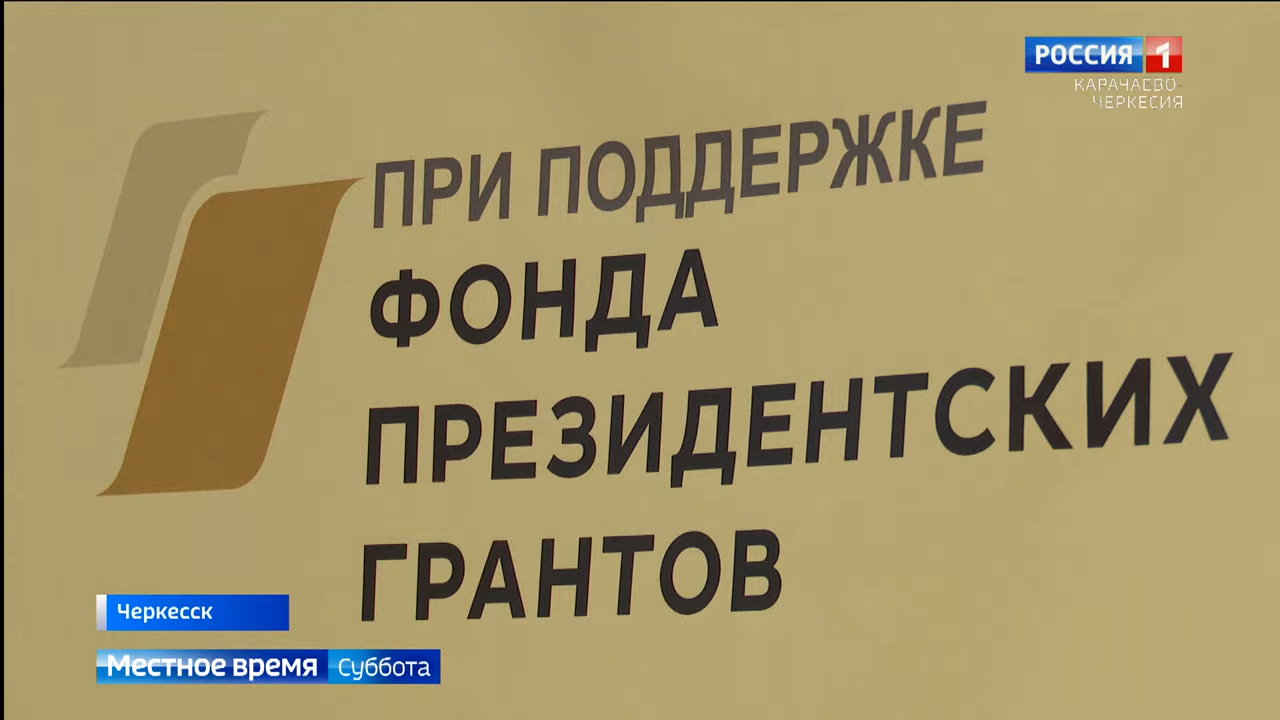 РОССИЯ 1
КАРАЧАЕВО-
ЧЕРКЕСИЯ
ПРИ ПОДДЕРЖКЕ
ФОНДА
ПРЕЗИДЕНТСКИХ
ГРАНТОВ
Черкесск
Местное время Суббота